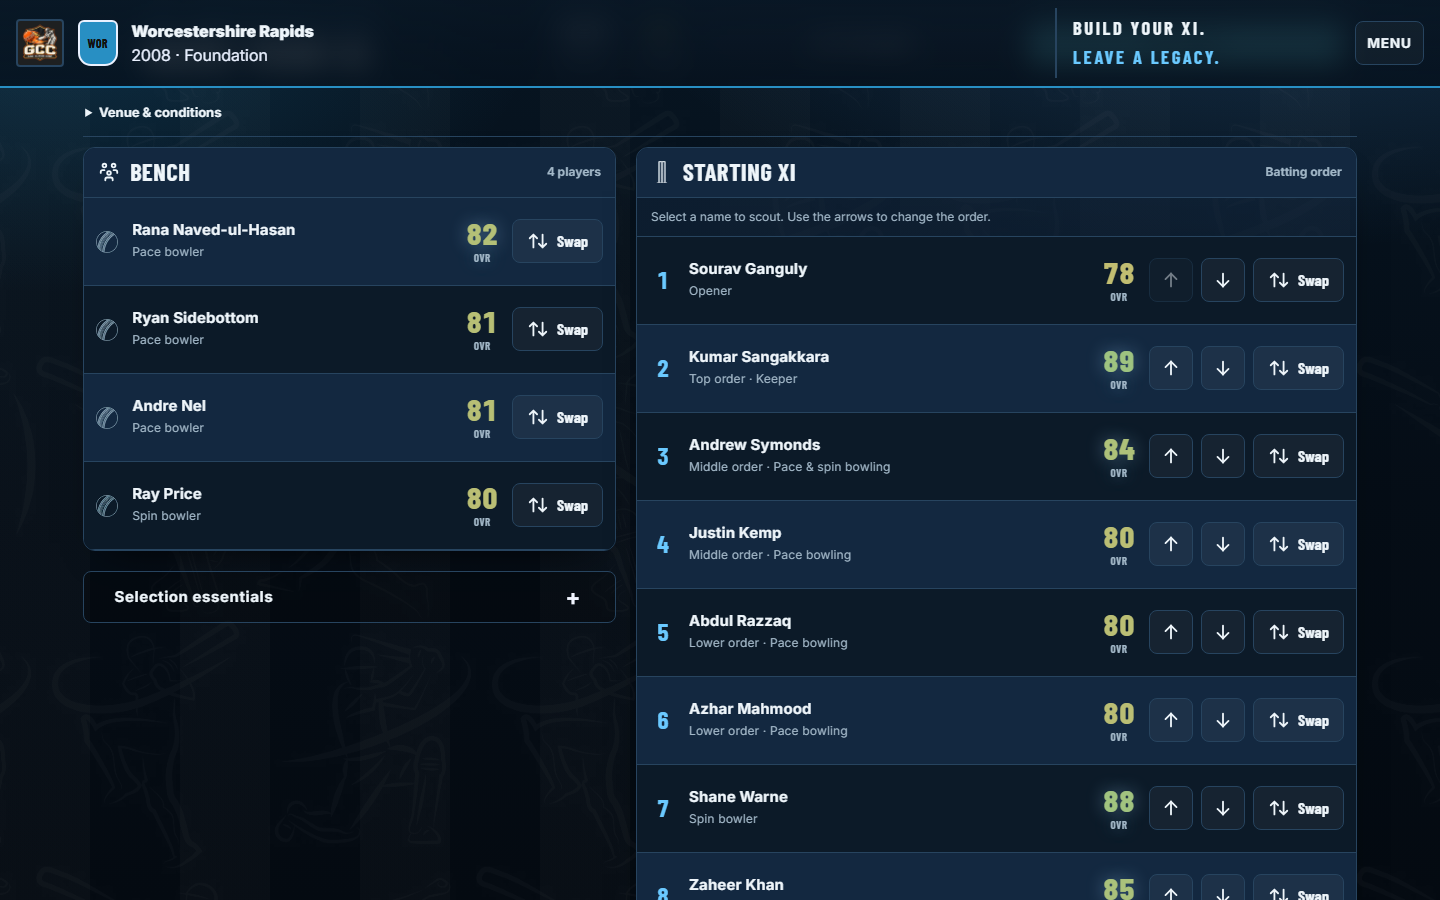 GCC
WOR
Worcestershire Rapids
2008 · Foundation
BUILD YOUR XI.
LEAVE A LEGACY.
MENU
Venue & conditions
BENCH
4 players
Rana Naved-ul-Hasan
Pace bowler
82
OVR
Swap
Ryan Sidebottom
Pace bowler
81
OVR
Swap
Andre Nel
Pace bowler
81
OVR
Swap
Ray Price
Spin bowler
80
OVR
Swap
Selection essentials
STARTING XI
Batting order
Select a name to scout. Use the arrows to change the order.
1
Sourav Ganguly
Opener
78
OVR
Swap
2
Kumar Sangakkara
Top order · Keeper
89
OVR
Swap
3
Andrew Symonds
Middle order · Pace & spin bowling
84
OVR
Swap
4
Justin Kemp
Middle order · Pace bowling
80
OVR
Swap
5
Abdul Razzaq
Lower order · Pace bowling
80
OVR
Swap
6
Azhar Mahmood
Lower order · Pace bowling
80
OVR
Swap
7
Shane Warne
Spin bowler
88
OVR
Swap
8
Zaheer Khan
85
Swap